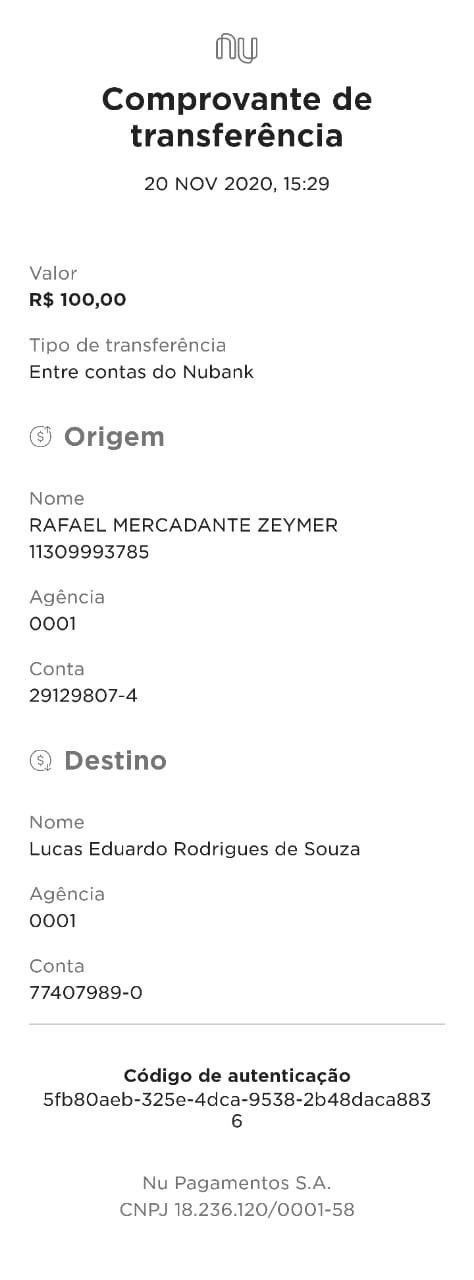 nu
Comprovante de
transferência
20 NOV 2020, 15:29
Valor
R$ 100,00
Tipo de transferência
Entre contas do Nubank
Origem
Nome
RAFAEL MERCADANTE ZEYMER
11309993785
Agência
0001
Conta
29129807-4
Destino
Nome
Lucas Eduardo Rodrigues de Souza
Agência
0001
Conta
77407989-0
Código de autenticação
5fb80aeb-325e-4dca-9538-2b48daca883
6
Nu Pagamentos S.A.
CNPJ 18.236.120/0001-58